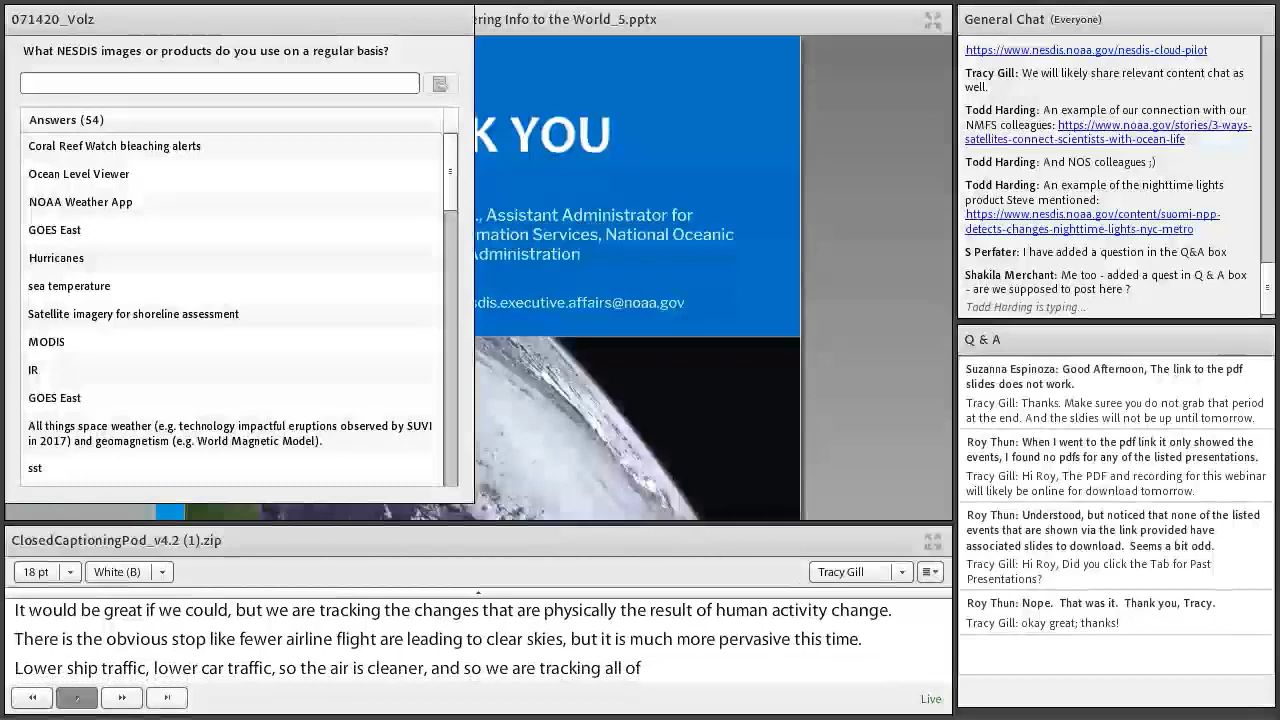 071420_Volz
ering Info to the World_5.pptx
What NESDIS images or products do you use on a regular basis?
Answers (54)
Coral Reef Watch bleaching alerts
Ocean Level Viewer
NOAA Weather App
GOES East
Hurricanes
sea temperature
Satellite imagery for shoreline assessment
MODIS
IR
GOES East
All things space weather (e.g. technology impactful eruptions observed by SUVI
in 2017) and geomagnetism (e.g. World Magnetic Model).
sst
K YOU
., Assistant Administrator for
mation Services, National Oceanic
Administration
sdis.executive.affairs@noaa.gov
General Chat (Everyone)
https://www.nesdis.noaa.gov/nesdis-cloud-pilot
Tracy Gill: We will likely share relevant content chat as
well.
Todd Harding: An example of our connection with our
NMFS colleagues: https://www.noaa.gov/stories/3-ways-
satellites-connect-scientists-with-ocean-life
Todd Harding: And NOS colleagues ;)
Todd Harding: An example of the nighttime lights
product Steve mentioned:
https://www.nesdis.noaa.gov/content/suomi-npp-
detects-changes-nighttime-lights-nyc-metro
S Perfater: I have added a question in the Q&A box
Shakila Merchant: Me too - added a quest in Q & A box
- are we supposed to post here ?
Todd Harding is typing...
Q & A
Suzanna Espinoza: Good Afternoon, The link to the pdf
slides does not work.
Tracy Gill: Thanks. Make suree you do not grab that period
at the end. And the sldies will not be up until tomorrow.
Roy Thun: When I went to the pdf link it only showed the
events, I found no pdfs for any of the listed presentations.
Tracy Gill: Hi Roy, The PDF and recording for this webinar
will likely be online for download tomorrow.
Roy Thun: Understood, but noticed that none of the listed
events that are shown via the link provided have
associated slides to download.  Seems a bit odd.
Tracy Gill: Hi Roy, Did you click the Tab for Past
Presentations?
Roy Thun: Nope.  That was it.  Thank you, Tracy.
Tracy Gill: okay great; thanks!
ClosedCaptioningPod_v4.2 (1).zip
18 pt
White (B)
Tracy Gill
It would be great if we could, but we are tracking the changes that are physically the result of human activity change.
There is the obvious stop like fewer airline flight are leading to clear skies, but it is much more pervasive this time.
Lower ship traffic, lower car traffic, so the air is cleaner, and so we are tracking all of
Live